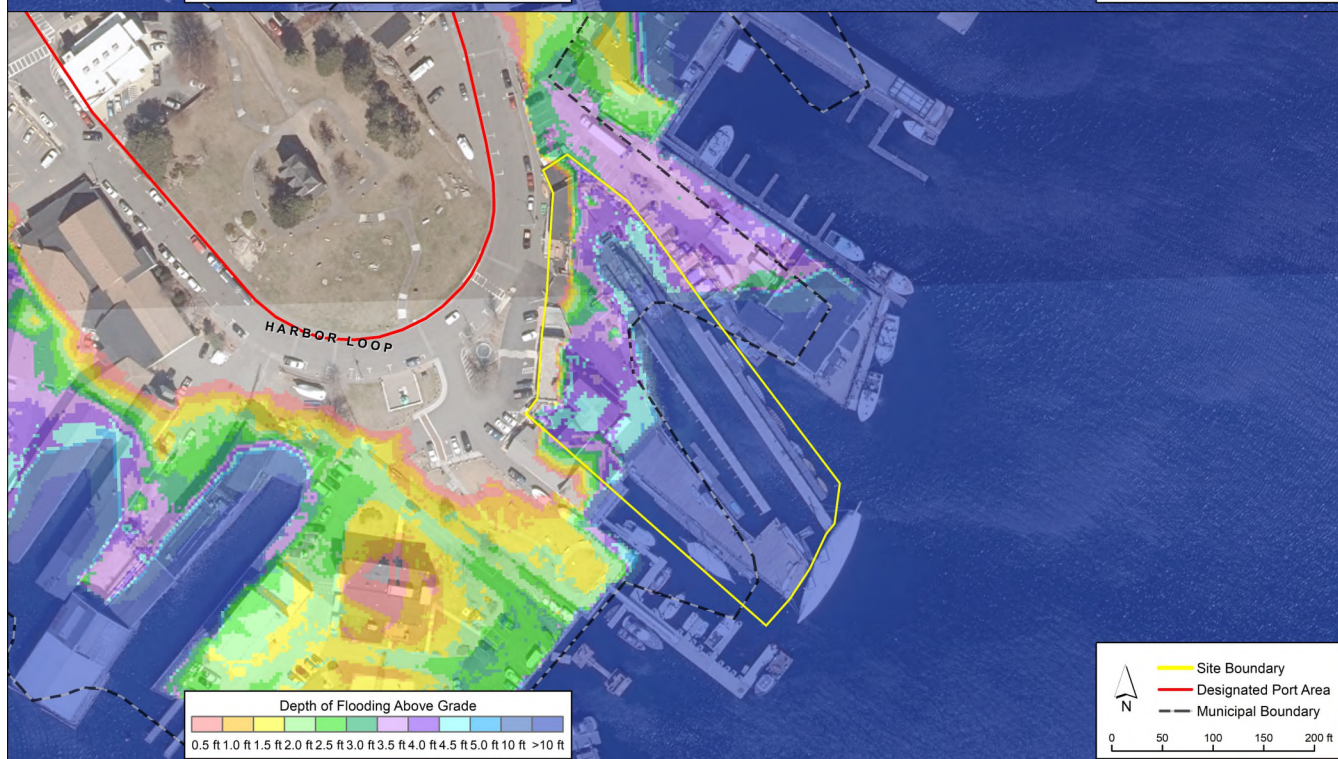 HARBOR LOOP
Depth of Flooding Above Grade
0.5 ft 1.0 ft 1.5 ft 2.0 ft 2.5 ft 3.0 ft 3.5 ft 4.0 ft 4.5 ft 5.0 ft 10 ft >10 ft
Site Boundary
Designated Port Area
Municipal Boundary
N
0 50 100 150 200 ft